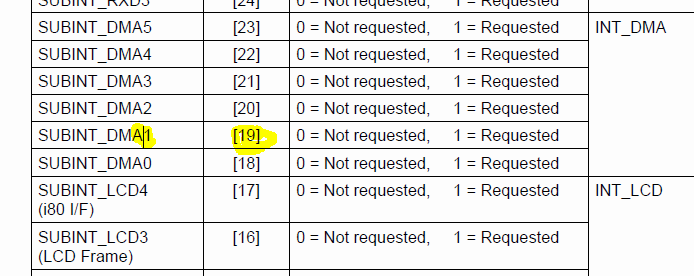 SUBINT_RXD3 [24] 0 = Not requested, 1 = Requested
SUBINT_DMA5 [23] 0 = Not requested, 1 = Requested INT_DMA
SUBINT_DMA4 [22] 0 = Not requested, 1 = Requested
SUBINT_DMA3 [21] 0 = Not requested, 1 = Requested
SUBINT_DMA2 [20] 0 = Not requested, 1 = Requested
SUBINT_DMA1 [19] 0 = Not requested, 1 = Requested
SUBINT_DMA0 [18] 0 = Not requested, 1 = Requested
SUBINT_LCD4 [17] 0 = Not requested, 1 = Requested INT_LCD
(i80 I/F)
SUBINT_LCD3 [16] 0 = Not requested, 1 = Requested
(LCD Frame)